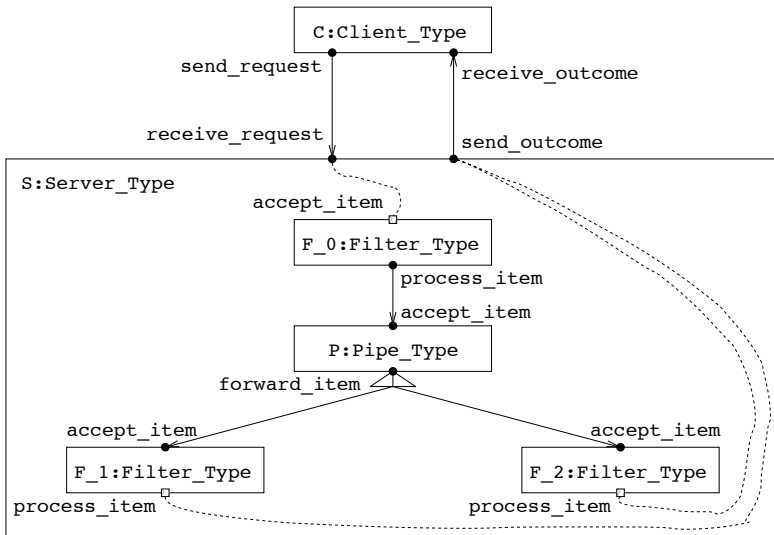 C:Client_Type
send_request
receive_outcome
receive_request
send_outcome
S:Server_Type
accept_item
F_0:Filter_Type
process_item
accept_item
P:Pipe_Type
forward_item
accept_item
accept_item
F_1:Filter_Type
F_2:Filter_Type
process_item
process_item